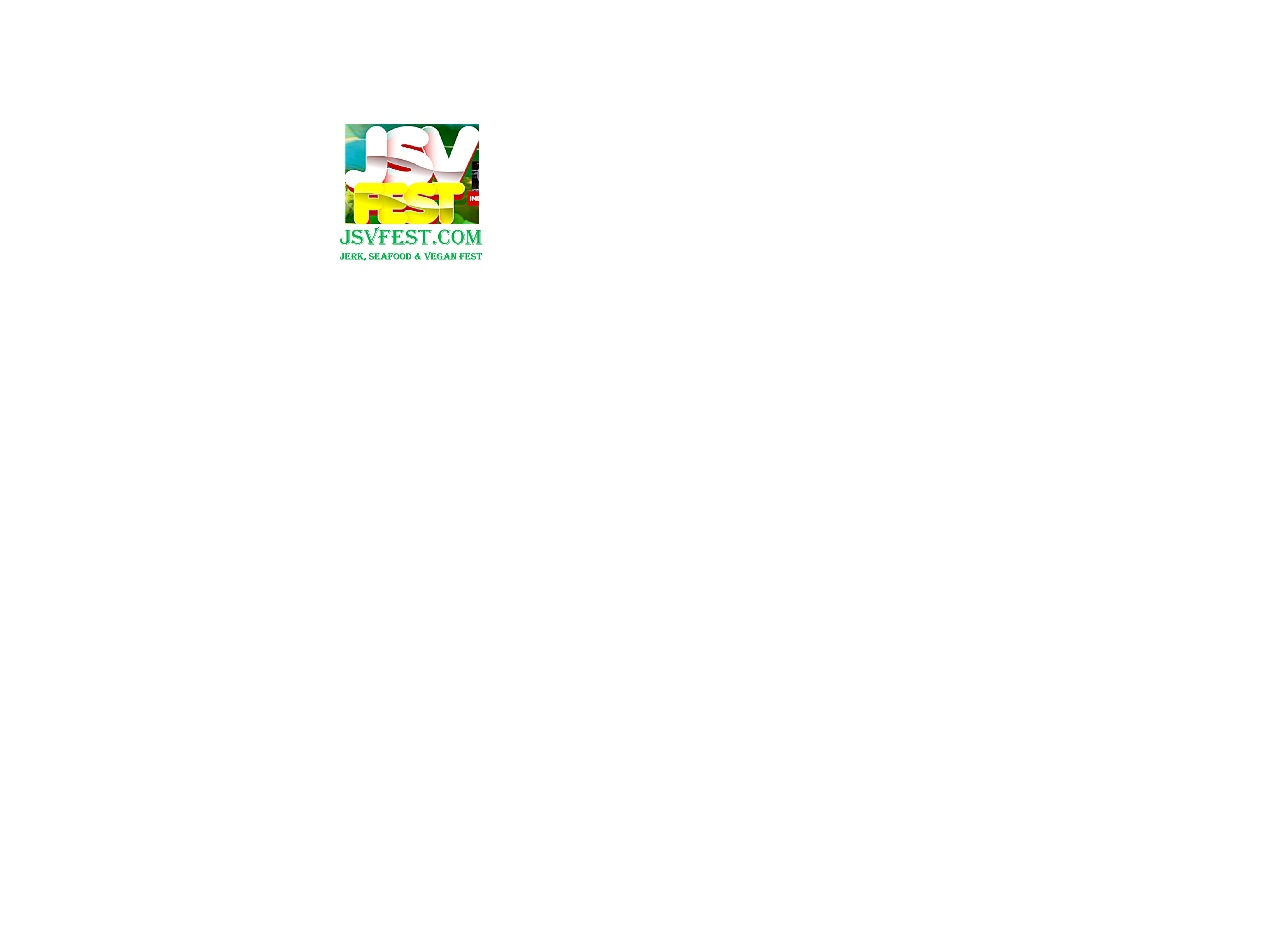 JSV
FEST
JSVFEST.COM
JERK, SEAFOOD & VEGAN FEST